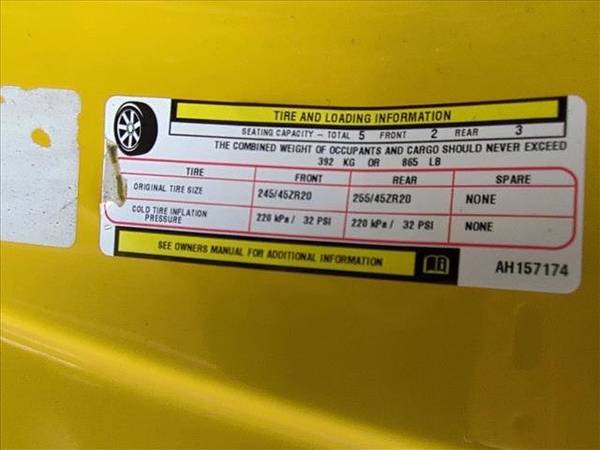 TIRE AND LOADING INFORMATION
SEATING CAPACITY – TOTAL 5 FRONT 2 REAR 3
THE COMBINED WEIGHT OF OCCUPANTS AND CARGO SHOULD NEVER EXCEED
392 KG OR 865 LB
TIRE FRONT REAR SPARE
ORIGINAL TIRE SIZE 245/45ZR20 255/45ZR20 NONE
COLD TIRE INFLATION PRESSURE 220 kPa / 32 PSI 220 kPa / 32 PSI NONE
SEE OWNERS MANUAL FOR ADDITIONAL INFORMATION
AH157174